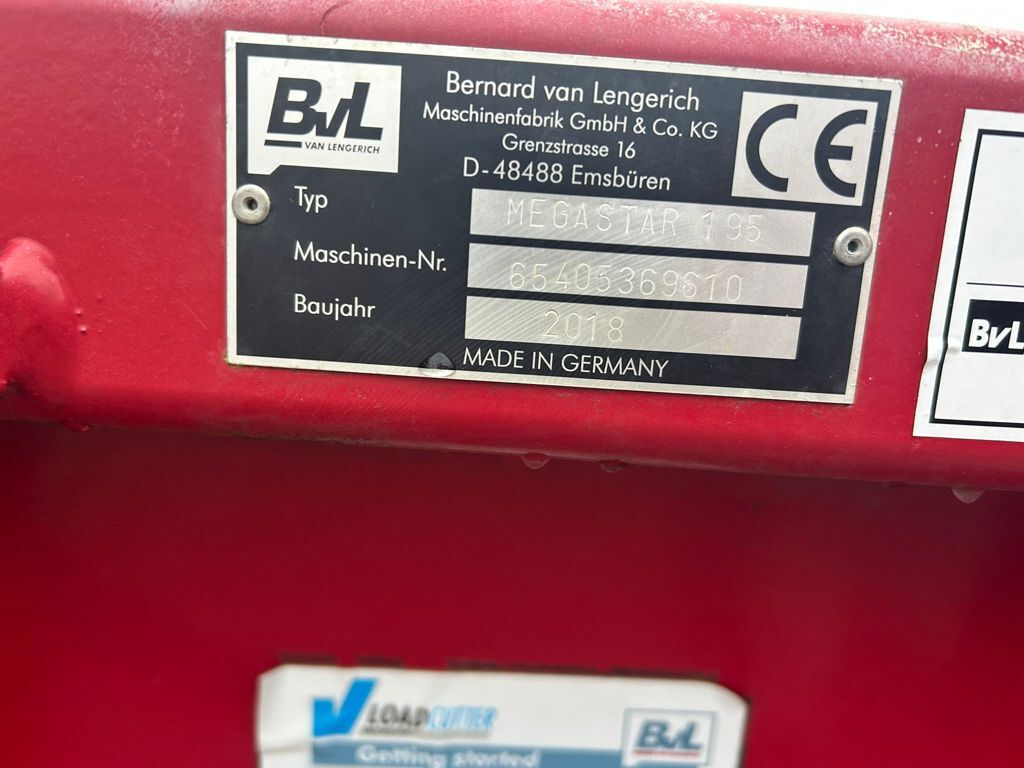 BvL
VAN LENGERICH
Bernard van Lengerich
Maschinenfabrik GmbH & Co. KG
Grenzstrasse 16
D-48488 Emsbüren
CE
Typ MEGASTAR 195
Maschinen-Nr. 65405369610
Baujahr 2018
MADE IN GERMANY
BvL
LOADCUTTER
BvL
Getting started